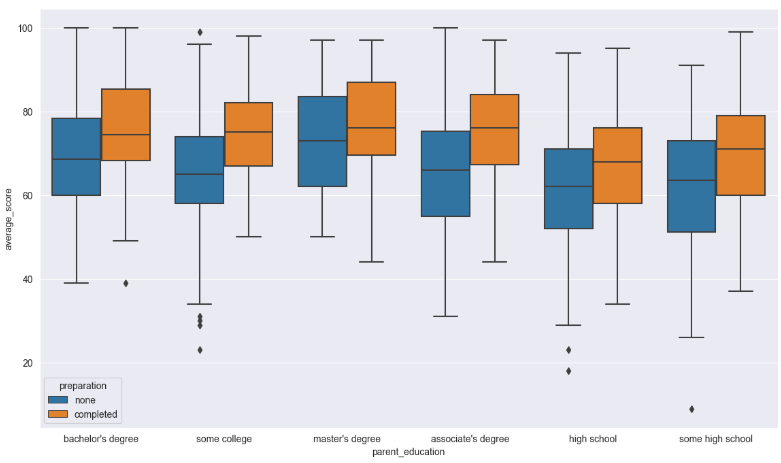 100
80
60
40
20
average_score
preparation
none
completed
bachelor's degree some college master's degree associate's degree high school some high school
parent_education